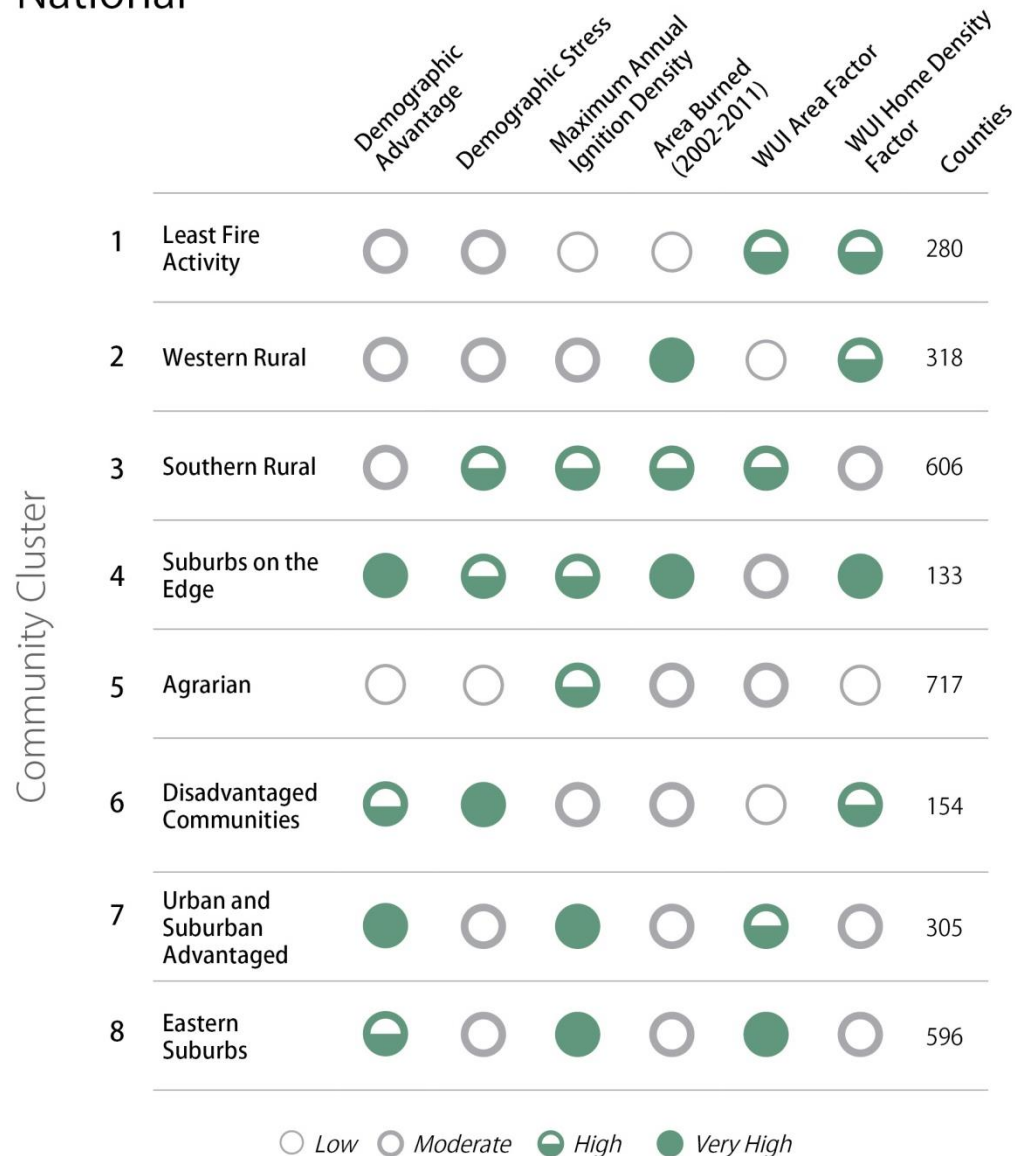 National
Demographic
Advantage
Demographic Stress
Maximum Annual
Ignition Density
Area Burned
(2002-2011)
WUI Area Factor
WUI Home Density
Factor
Counties
Community Cluster
1 Least Fire
Activity 280
2 Western Rural 318
3 Southern Rural 606
4 Suburbs on the
Edge 133
5 Agrarian 717
6 Disadvantaged
Communities 154
7 Urban and
Suburban
Advantaged 305
8 Eastern
Suburbs 596
Low Moderate High Very High